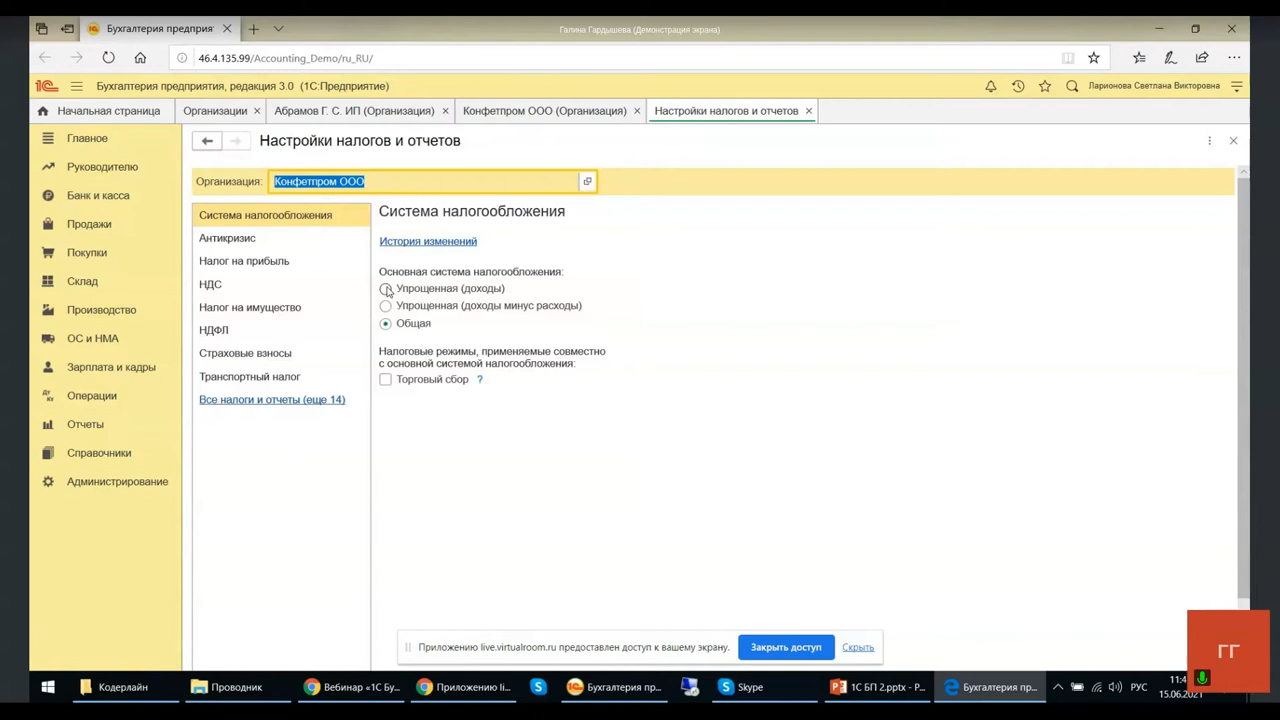 Бухгалтерия предприя
Галина Гардышева (Демонстрация экрана)
46.4.135.99/Accounting_Demo/ru_RU/
Бухгалтерия предприятия, редакция 3.0 (1С:Предприятие)
Ларионова Светлана Викторовна
Начальная страница
Организации
Абрамов Г. С. ИП (Организация)
Конфетпром ООО (Организация)
Настройки налогов и отчетов
Главное
Руководителю
Банк и касса
Продажи
Покупки
Склад
Производство
ОС и НМА
Зарплата и кадры
Операции
Отчеты
Справочники
Администрирование
Настройки налогов и отчетов
Организация:
Конфетпром ООО
Система налогообложения
Антикризис
Налог на прибыль
НДС
Налог на имущество
НДФЛ
Страховые взносы
Транспортный налог
Все налоги и отчеты (еще 14)
Система налогообложения
История изменений
Основная система налогообложения:
Упрощенная (доходы)
Упрощенная (доходы минус расходы)
Общая
Налоговые режимы, применяемые совместно
с основной системой налогообложения:
Торговый сбор ?
Приложению live.virtualroom.ru предоставлен доступ к вашему экрану.
Закрыть доступ
Скрыть
ГГ
Кодерлайн
Проводник
Вебинар «1С Бу...
Приложению li...
Бухгалтерия пр...
Skype
1С БП 2.pptx - P...
Бухгалтерия пр...
РУС
11:4
15.06.2021